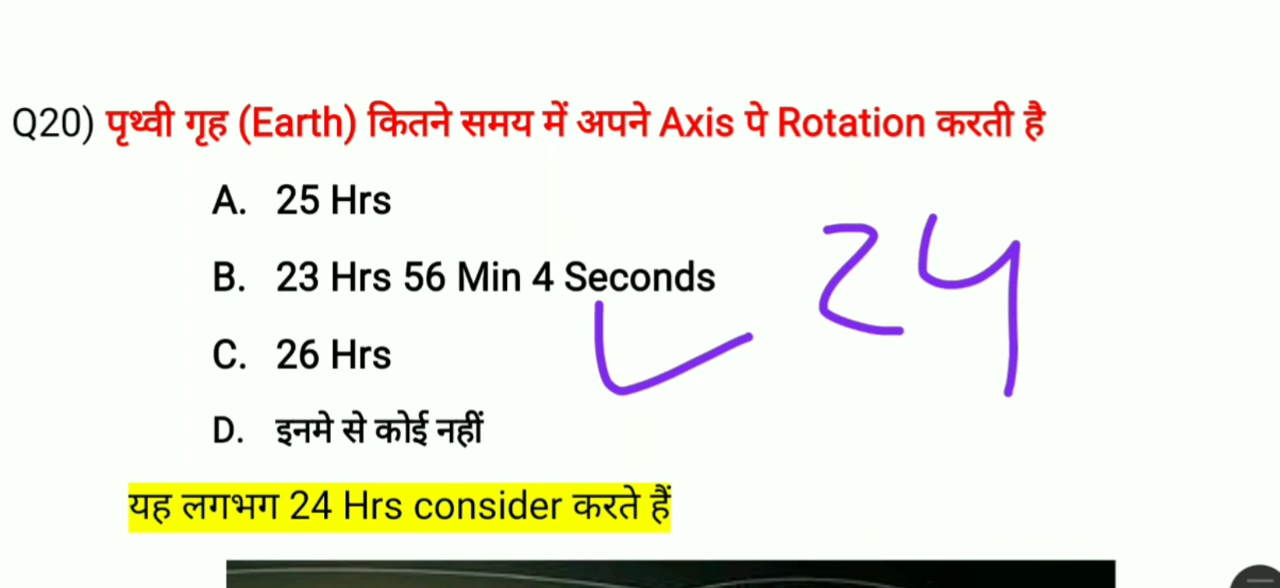 Q20) पृथ्वी गृह (Earth) कितने समय में अपने Axis पे Rotation करती है
A. 25 Hrs
B. 23 Hrs 56 Min 4 Seconds
24
C. 26 Hrs
D. इनमे से कोई नहीं
यह लगभग 24 Hrs consider करते हैं